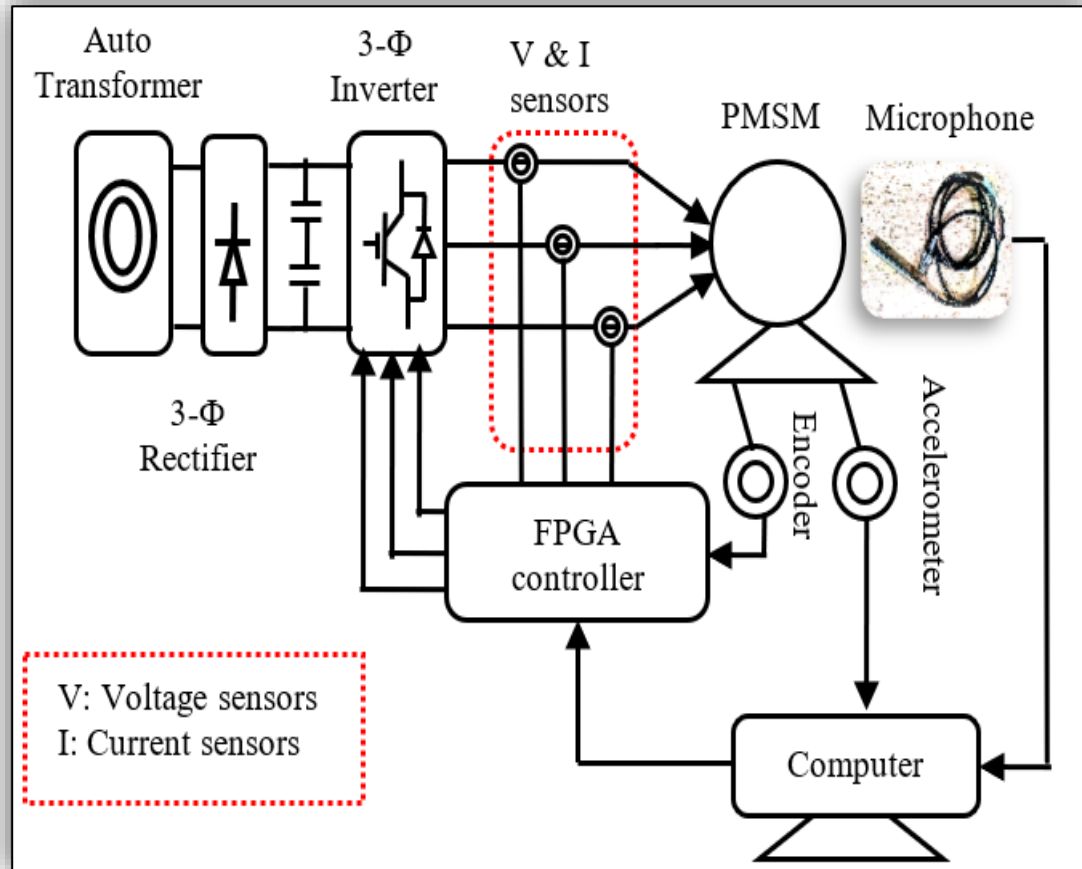 Auto
Transformer
3-Φ
Inverter
V & I
sensors
PMSM
Microphone
3-Φ
Rectifier
Encoder
Accelerometer
FPGA
controller
V: Voltage sensors
I: Current sensors
Computer